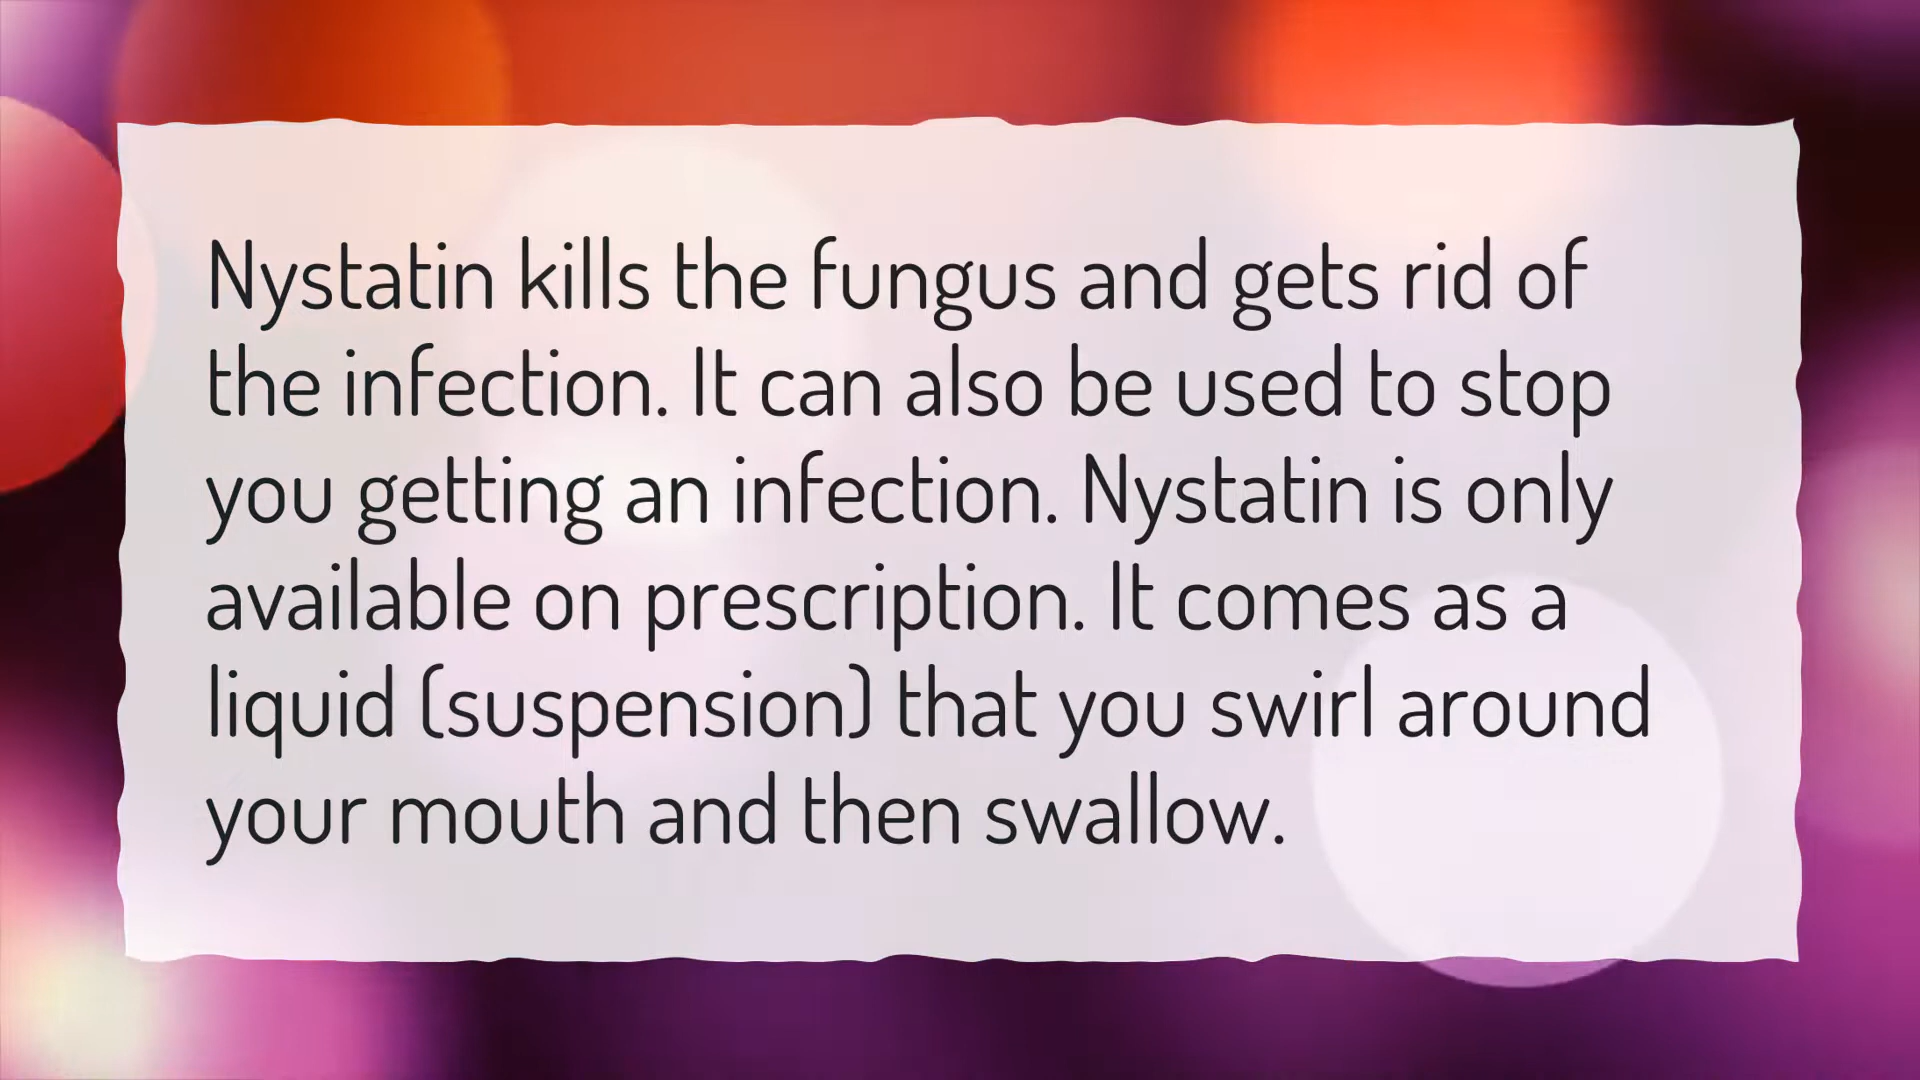 Nystatin kills the fungus and gets rid of
the infection. It can also be used to stop
you getting an infection. Nystatin is only
available on prescription. It comes as a
liquid (suspension) that you swirl around
your mouth and then swallow.